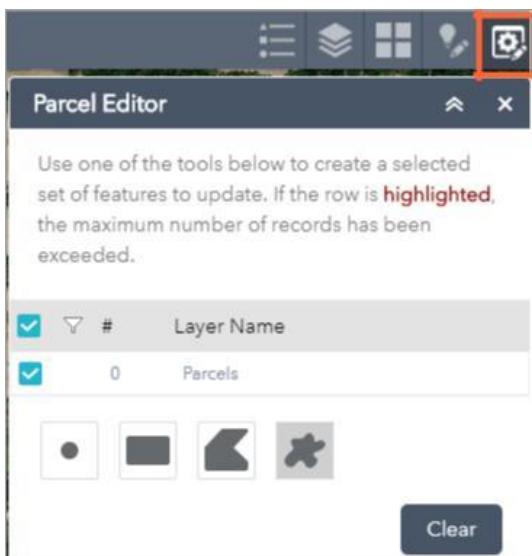 Parcel Editor
Use one of the tools below to create a selected
set of features to update. If the row is highlighted,
the maximum number of records has been
exceeded.
# Layer Name
0 Parcels
Clear